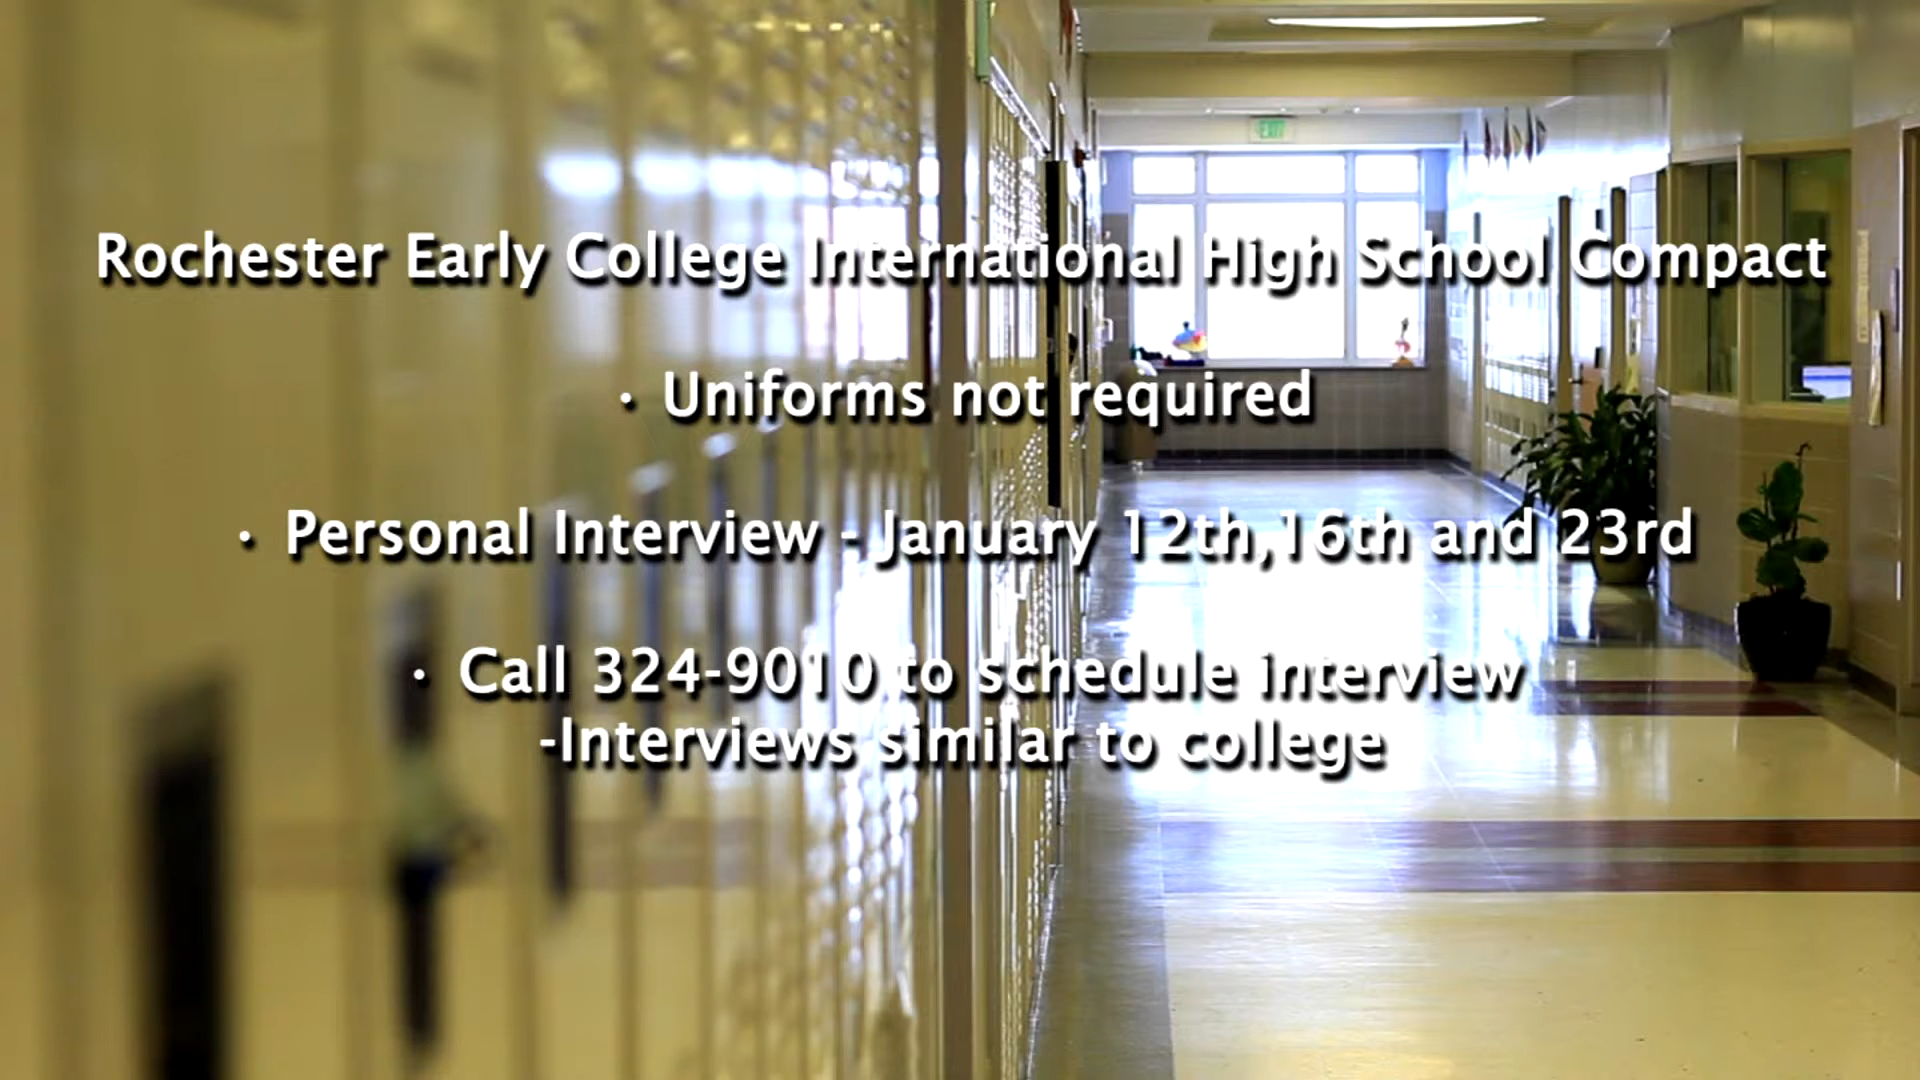 Rochester Early College International High School Compact
• Uniforms not required
• Personal Interview - January 12th,16th and 23rd
• Call 324-9010 to schedule interview
-Interviews similar to college
EXIT